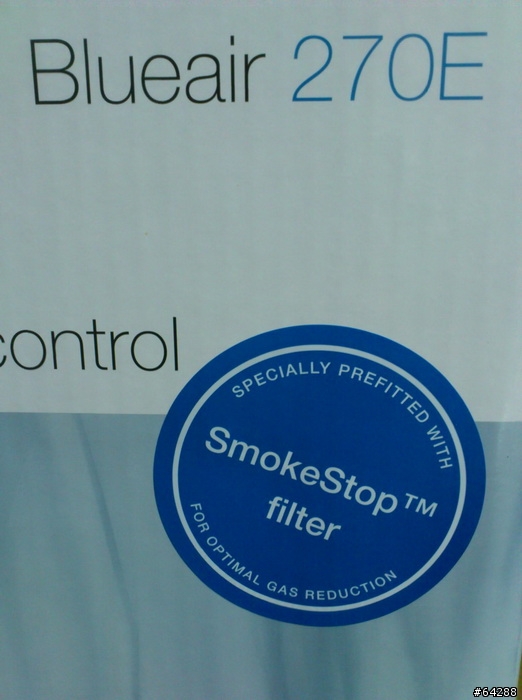 Blueair 270E
control
SPECIALLY PREFITTED WITH
SmokeStop™
filter
FOR OPTIMAL GAS REDUCTION
#64288